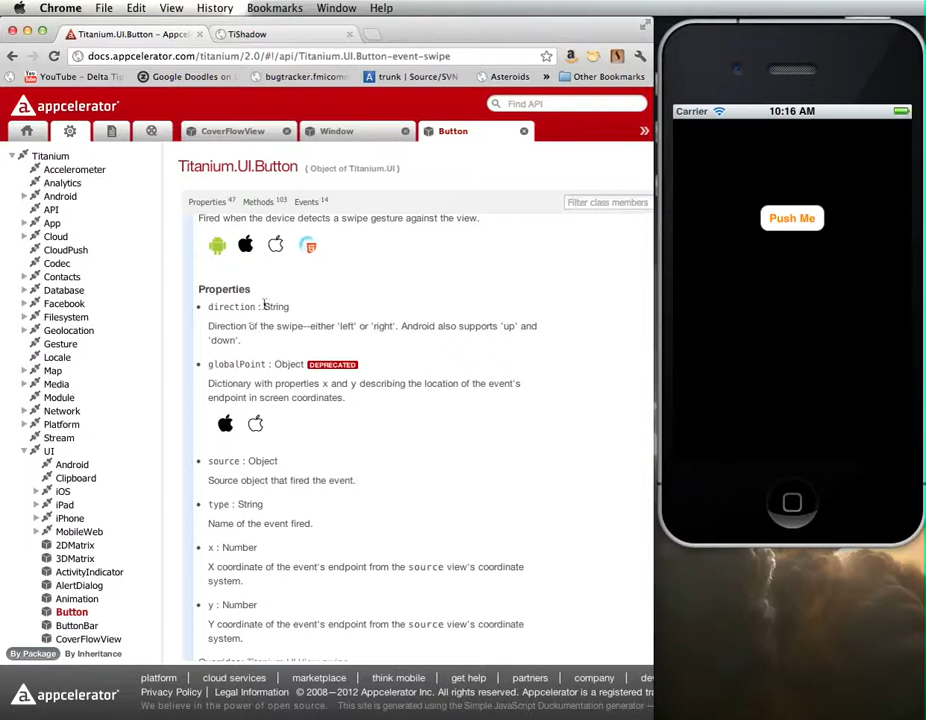 Chrome File Edit View History Bookmarks Window Help
Titanium.UI.Button - Appcel
TiShadow
docs.appcelerator.com/titanium/2.0/#!/api/Titanium.UI.Button-event-swipe
YouTube - Delta Tig
Google Doodles on
bugtracker.fmicomm
trunk | Source/SVN
Asteroids
»
Other Bookmarks
appcelerator
Find API
CoverFlowView
Window
Button
»
Titanium
Accelerometer
Analytics
Android
API
App
Cloud
CloudPush
Codec
Contacts
Database
Facebook
Filesystem
Geolocation
Gesture
Locale
Map
Media
Module
Network
Platform
Stream
UI
Android
Clipboard
iOS
iPad
iPhone
MobileWeb
2DMatrix
3DMatrix
ActivityIndicator
AlertDialog
Animation
Button
ButtonBar
CoverFlowView
By Package By Inheritance
Titanium.UI.Button { Object of Titanium.UI }
Properties 47 Methods 103 Events 14
Filter class members
Fired when the device detects a swipe gesture against the view.
Properties
direction : String
Direction of the swipe--either 'left' or 'right'. Android also supports 'up' and
'down'.
globalPoint : Object DEPRECATED
Dictionary with properties x and y describing the location of the event's
endpoint in screen coordinates.
source : Object
Source object that fired the event.
type : String
Name of the event fired.
x : Number
X coordinate of the event's endpoint from the source view's coordinate
system.
y : Number
Y coordinate of the event's endpoint from the source view's coordinate
system.
Overrides: Titanium.UI.View.swipe
appcelerator
platform cloud services marketplace think mobile get help partners company de
Privacy Policy | Legal Information © 2008—2012 Appcelerator Inc. All rights reserved. Appcelerator is a registered tra
We believe in the power of open source. This site is generated using the Simple JavaScript Duckumentation generator —
Carrier 10:16 AM
Push Me